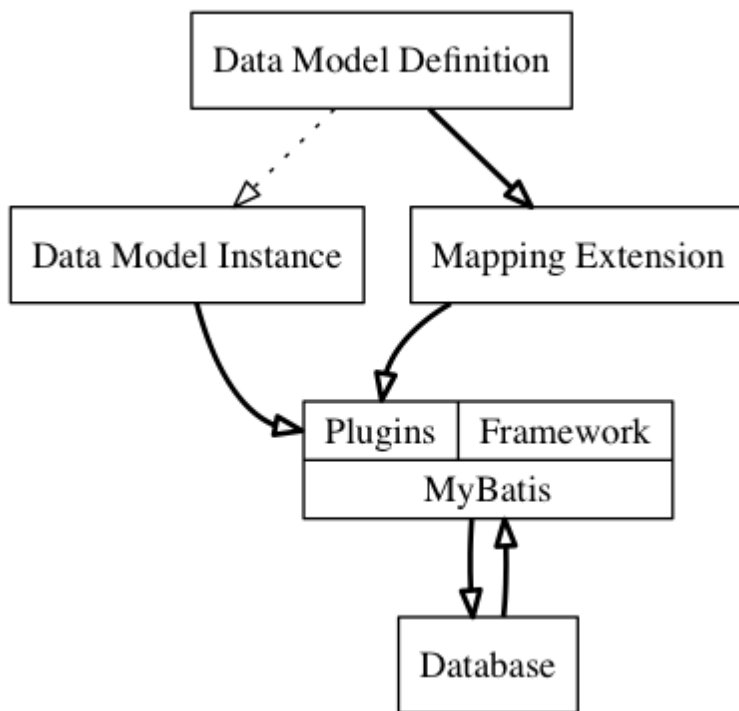 Data Model Definition
Data Model Instance
Mapping Extension
Plugins
Framework
MyBatis
Database